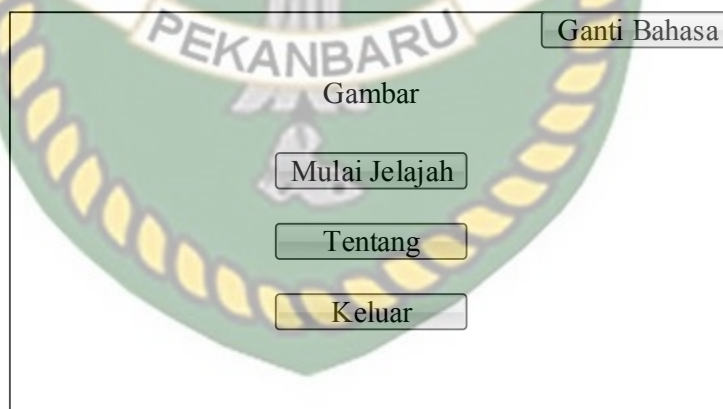 PEKANBARU
Ganti Bahasa
Gambar
Mulai Jelajah
Tentang
Keluar